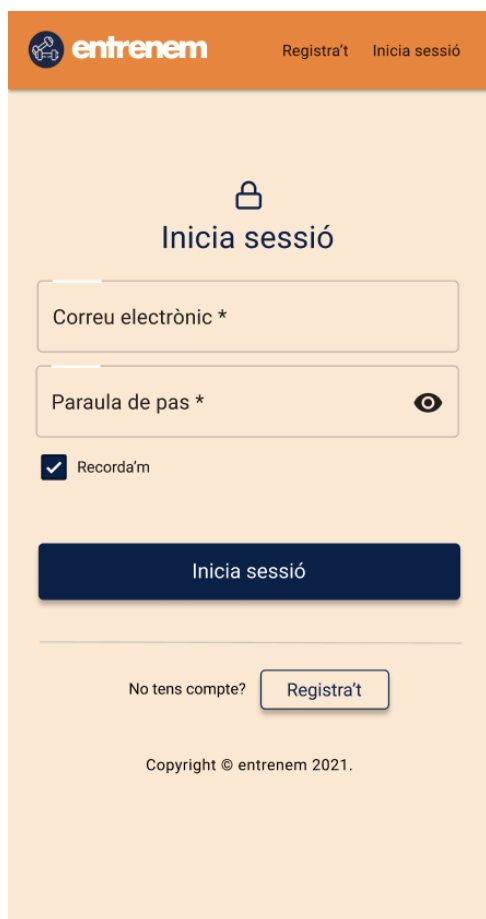 entrenem Registra't Inicia sessió
Inicia sessió
Correu electrònic *
Paraula de pas *
Recorda'm
Inicia sessió
No tens compte? Registra't
Copyright © entrenem 2021.